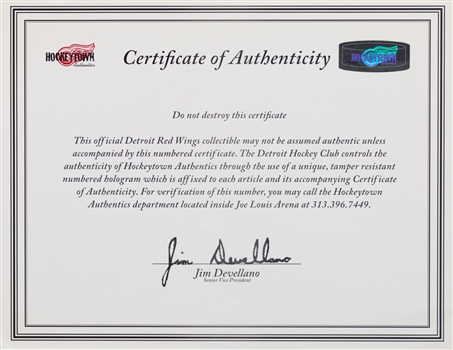 HOCKEYTOWN
Authentics
Certificate of Authenticity
HOCKEYTOWN
Do not destroy this certificate
This official Detroit Red Wings collectible may not be assumed authentic unless
accompanied by this numbered certificate. The Detroit Hockey Club controls the
authenticity of Hockeytown Authentics through the use of a unique, tamper resistant
numbered hologram which is affixed to each article and its accompanying Certificate
of Authenticity. For verification of this number, you may call the Hockeytown
Authentics department located inside Joe Louis Arena at 313.396.7449.
Jim Devellano
Jim Devellano
Senior Vice President